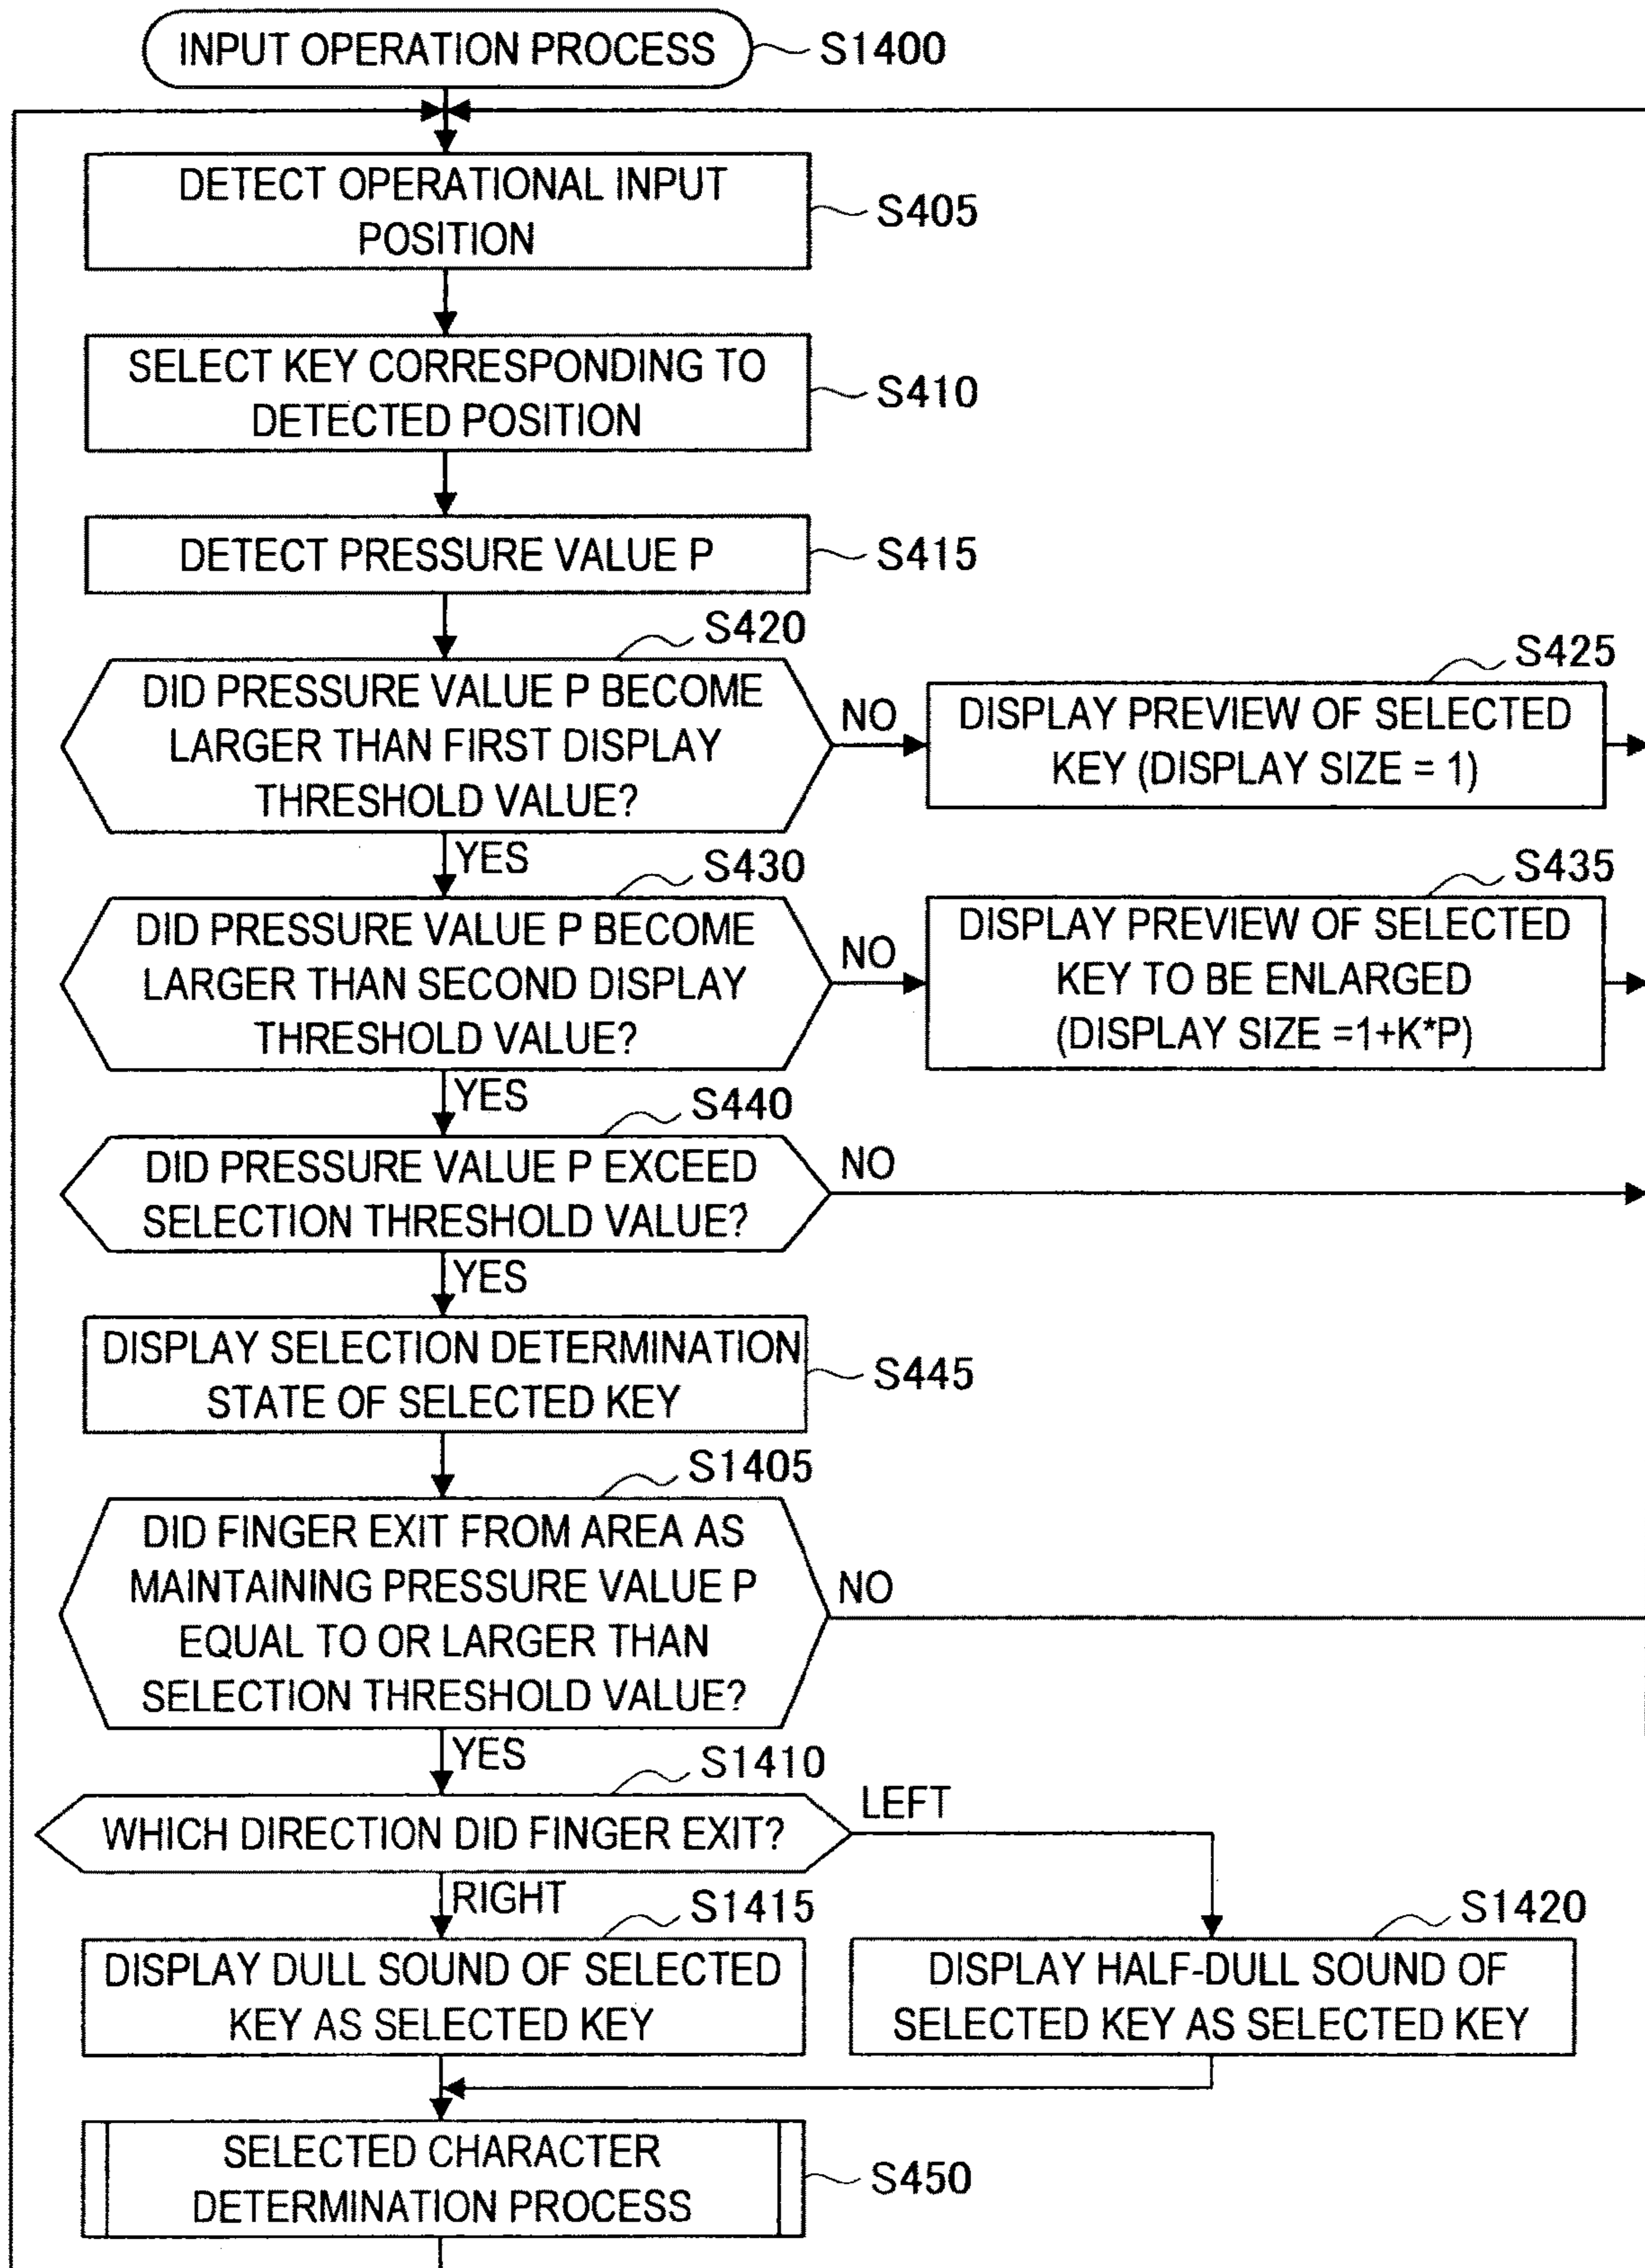 INPUT OPERATION PROCESS
S1400
DETECT OPERATIONAL INPUT
POSITION
S405
SELECT KEY CORRESPONDING TO
DETECTED POSITION
S410
DETECT PRESSURE VALUE P
S415
S420
DID PRESSURE VALUE P BECOME
LARGER THAN FIRST DISPLAY
THRESHOLD VALUE?
NO
S425
DISPLAY PREVIEW OF SELECTED
KEY (DISPLAY SIZE = 1)
YES
S430
DID PRESSURE VALUE P BECOME
LARGER THAN SECOND DISPLAY
THRESHOLD VALUE?
NO
S435
DISPLAY PREVIEW OF SELECTED
KEY TO BE ENLARGED
(DISPLAY SIZE =1+K*P)
YES
S440
DID PRESSURE VALUE P EXCEED
SELECTION THRESHOLD VALUE?
NO
YES
DISPLAY SELECTION DETERMINATION
STATE OF SELECTED KEY
S445
S1405
DID FINGER EXIT FROM AREA AS
MAINTAINING PRESSURE VALUE P
EQUAL TO OR LARGER THAN
SELECTION THRESHOLD VALUE?
NO
YES
S1410
WHICH DIRECTION DID FINGER EXIT?
LEFT
RIGHT
S1415
DISPLAY DULL SOUND OF SELECTED
KEY AS SELECTED KEY
S1420
DISPLAY HALF-DULL SOUND OF
SELECTED KEY AS SELECTED KEY
SELECTED CHARACTER
DETERMINATION PROCESS
S450